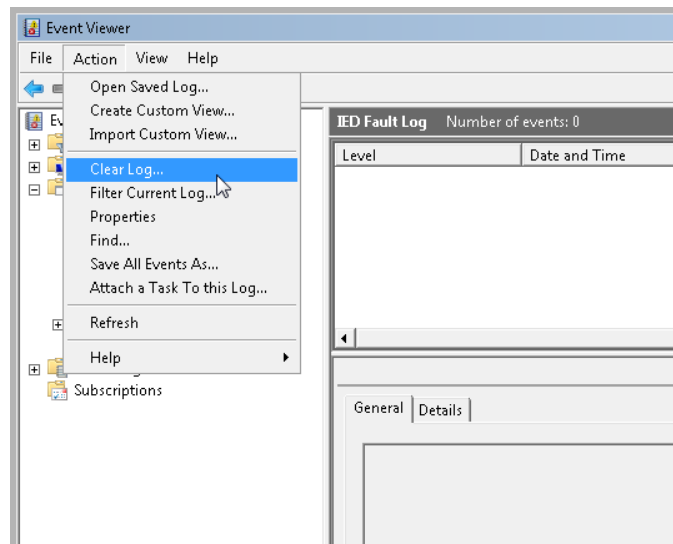 Event Viewer
File Action View Help
Open Saved Log...
Create Custom View...
Import Custom View...
Clear Log...
Filter Current Log...
Properties
Find...
Save All Events As...
Attach a Task To this Log...
Refresh
Help
Subscriptions
IED Fault Log Number of events: 0
Level Date and Time
General Details